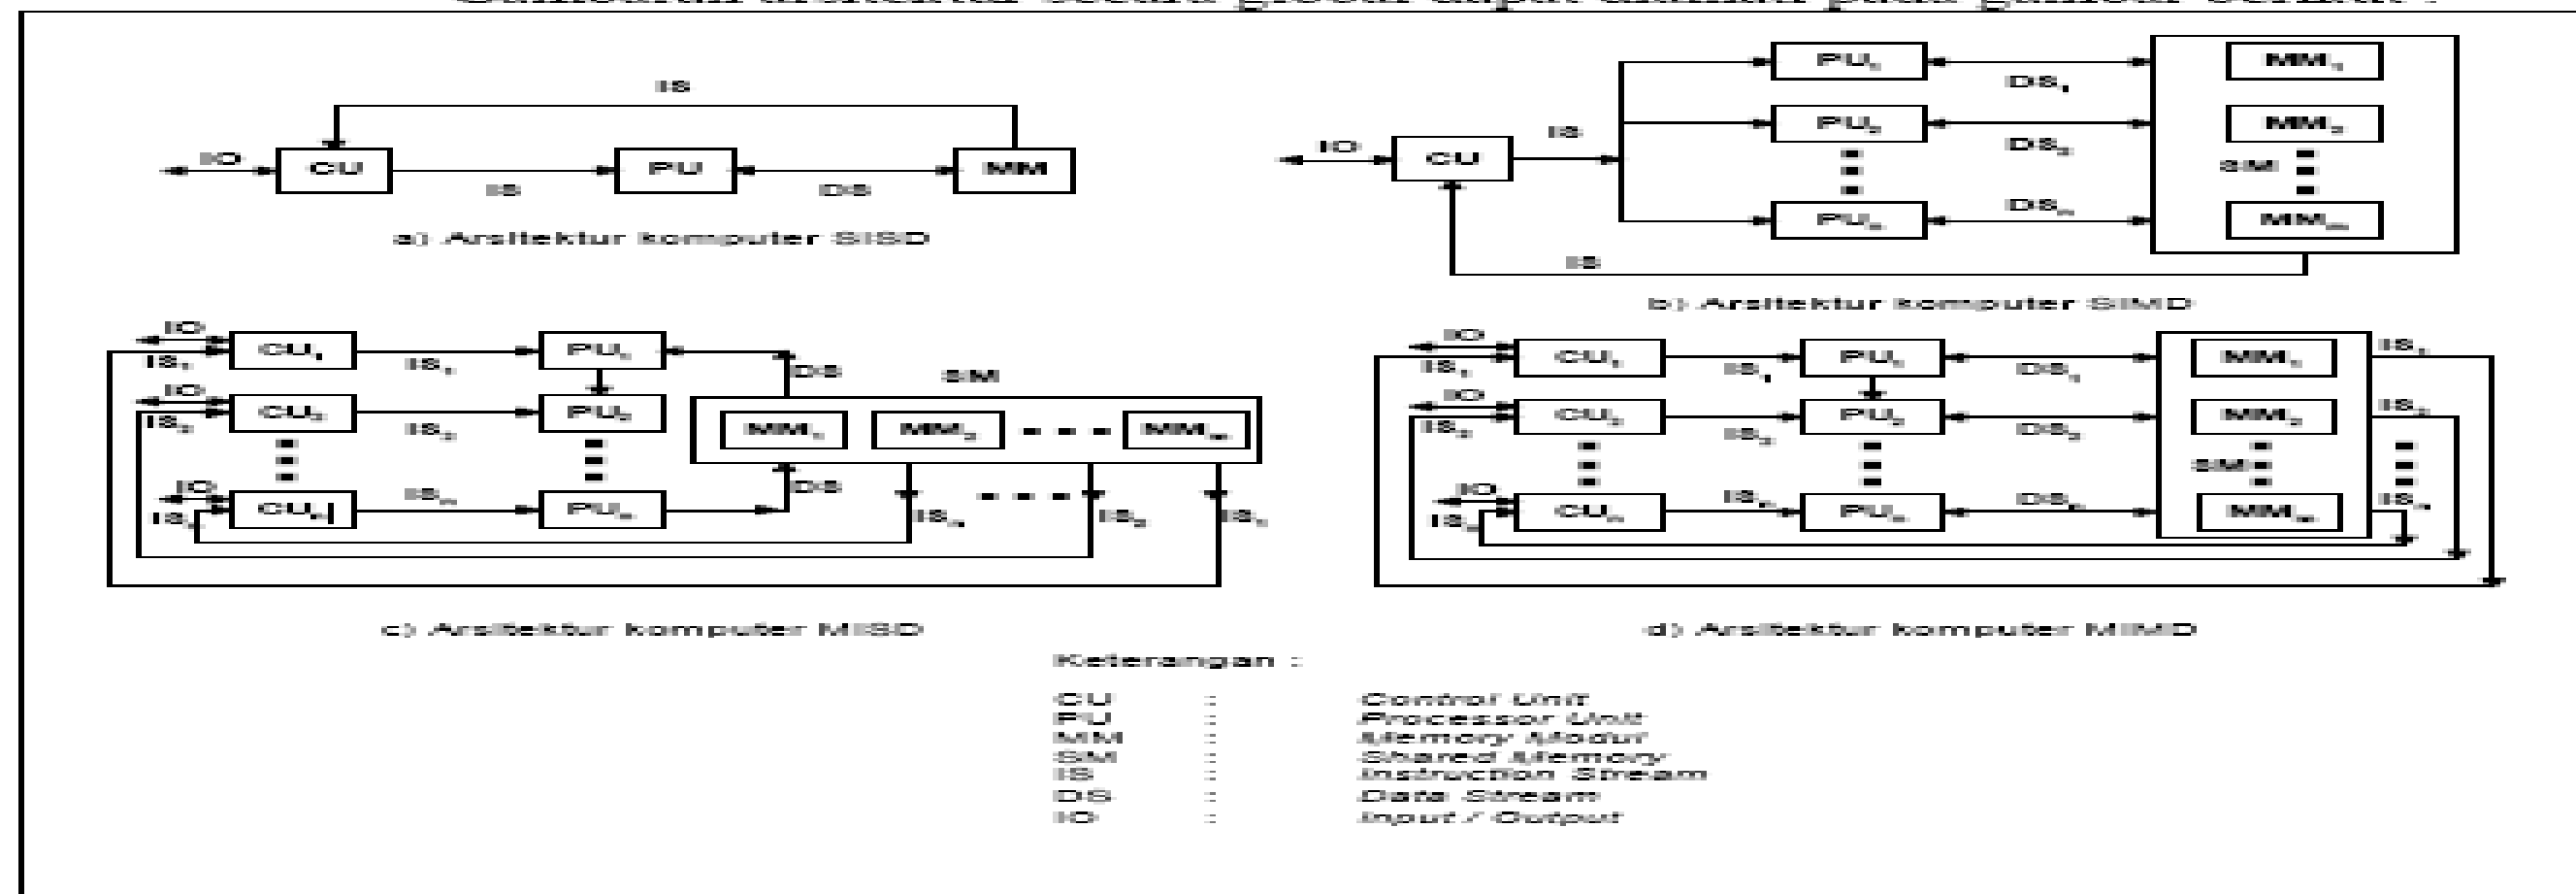 IS
IO CU IS PU DS MM
a) Arsitektur komputer SISD
IO CU IS
PU₁ DS₁ MM₁
PU₂ DS₂ MM₂
SM
PUₙ DSₙ MMₘ
IS
b) Arsitektur komputer SIMD
IO IS₁ CU₁ IS₁ PU₁ DS
SM
IO IS₂ CU₂ IS₂ PU₂
MM₁ MM₂ MMₘ
IO ISₙ CUₙ ISₙ PUₙ DS
ISₙ IS₂ IS₁
c) Arsitektur komputer MISD
IO IS₁ CU₁ IS₁ PU₁ DS₁ MM₁ IS₁
IO IS₂ CU₂ IS₂ PU₂ DS₂ MM₂ IS₂
SM
IO ISₙ CUₙ ISₙ PUₙ DSₙ MMₘ ISₙ
d) Arsitektur komputer MIMD
Keterangan :
CU : Control Unit
PU : Processor Unit
MM : Memory Modul
SM : Shared Memory
IS : Instruction Stream
DS : Data Stream
IO : Input / Output